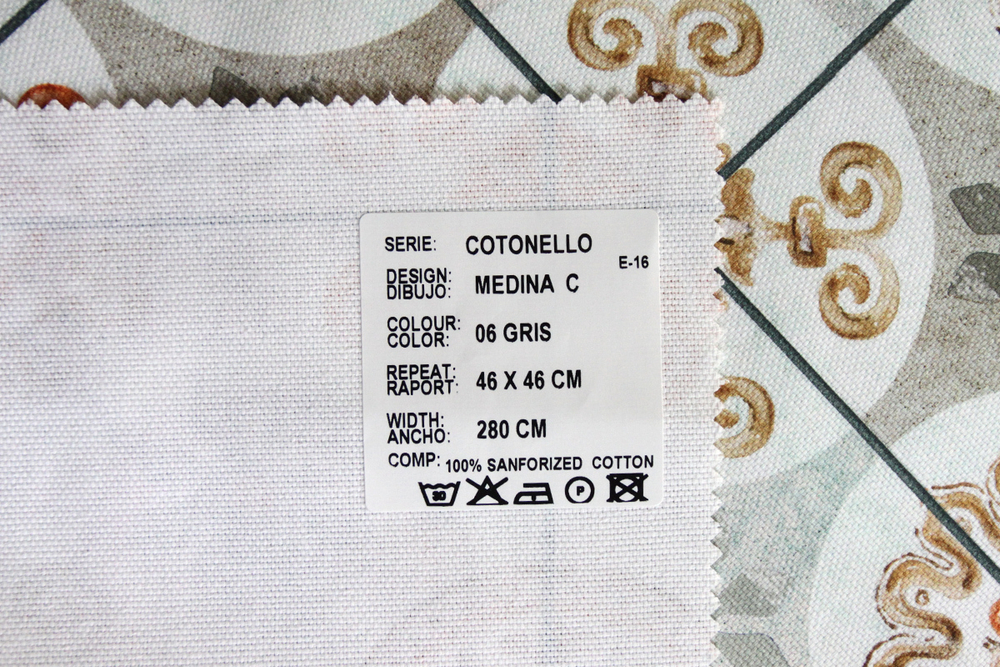 SERIE: COTONELLO
E-16
DESIGN: MEDINA C
DIBUJO:
COLOUR: 06 GRIS
COLOR:
REPEAT: 46 X 46 CM
RAPORT:
WIDTH: 280 CM
ANCHO:
COMP: 100% SANFORIZED COTTON
30 P